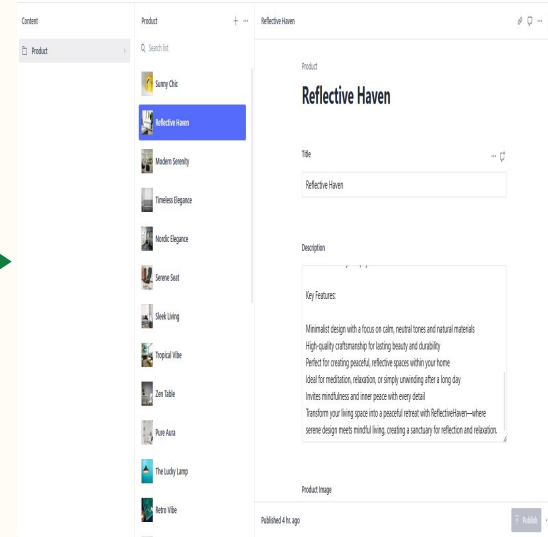 Content
Product
Product
Search list
Sunny Chic
Reflective Haven
Modern Serenity
Timeless Elegance
Nordic Elegance
Serene Seat
Sleek Living
Tropical Vibe
Zen Table
Pure Aura
The Lucky Lamp
Retro Vibe
Reflective Haven
Product
Reflective Haven
Title
Reflective Haven
Description
Key Features:
Minimalist design with a focus on calm, neutral tones and natural materials
High-quality craftsmanship for lasting beauty and durability
Perfect for creating peaceful, reflective spaces within your home
Ideal for meditation, relaxation, or simply unwinding after a long day
Invites mindfulness and inner peace with every detail
Transform your living space into a peaceful retreat with ReflectiveHaven—where
serene design meets mindful living, creating a sanctuary for reflection and relaxation.
Product Image
Published 4 hr. ago
Publish